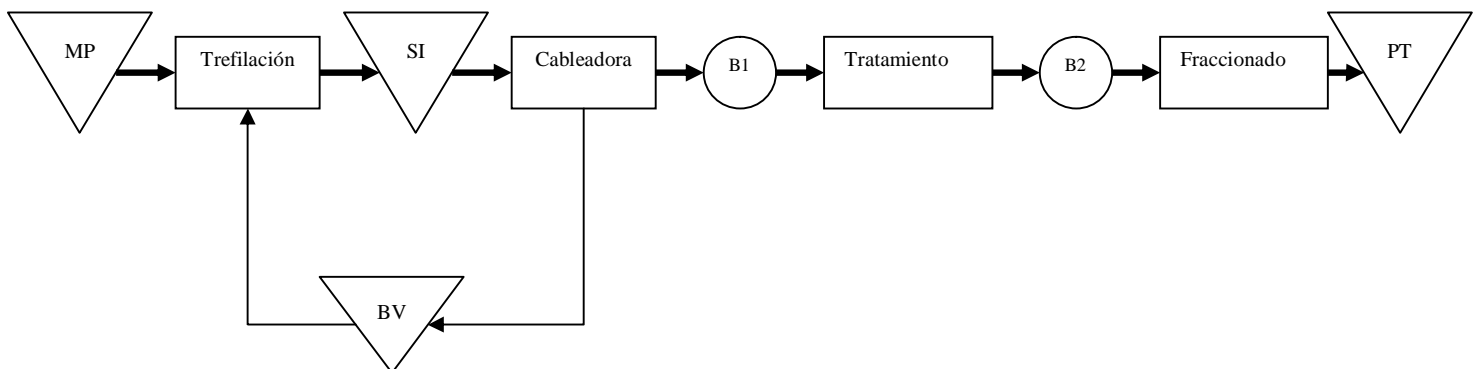 MP
Trefilación
SI
Cableadora
B1
Tratamiento
B2
Fraccionado
PT
BV